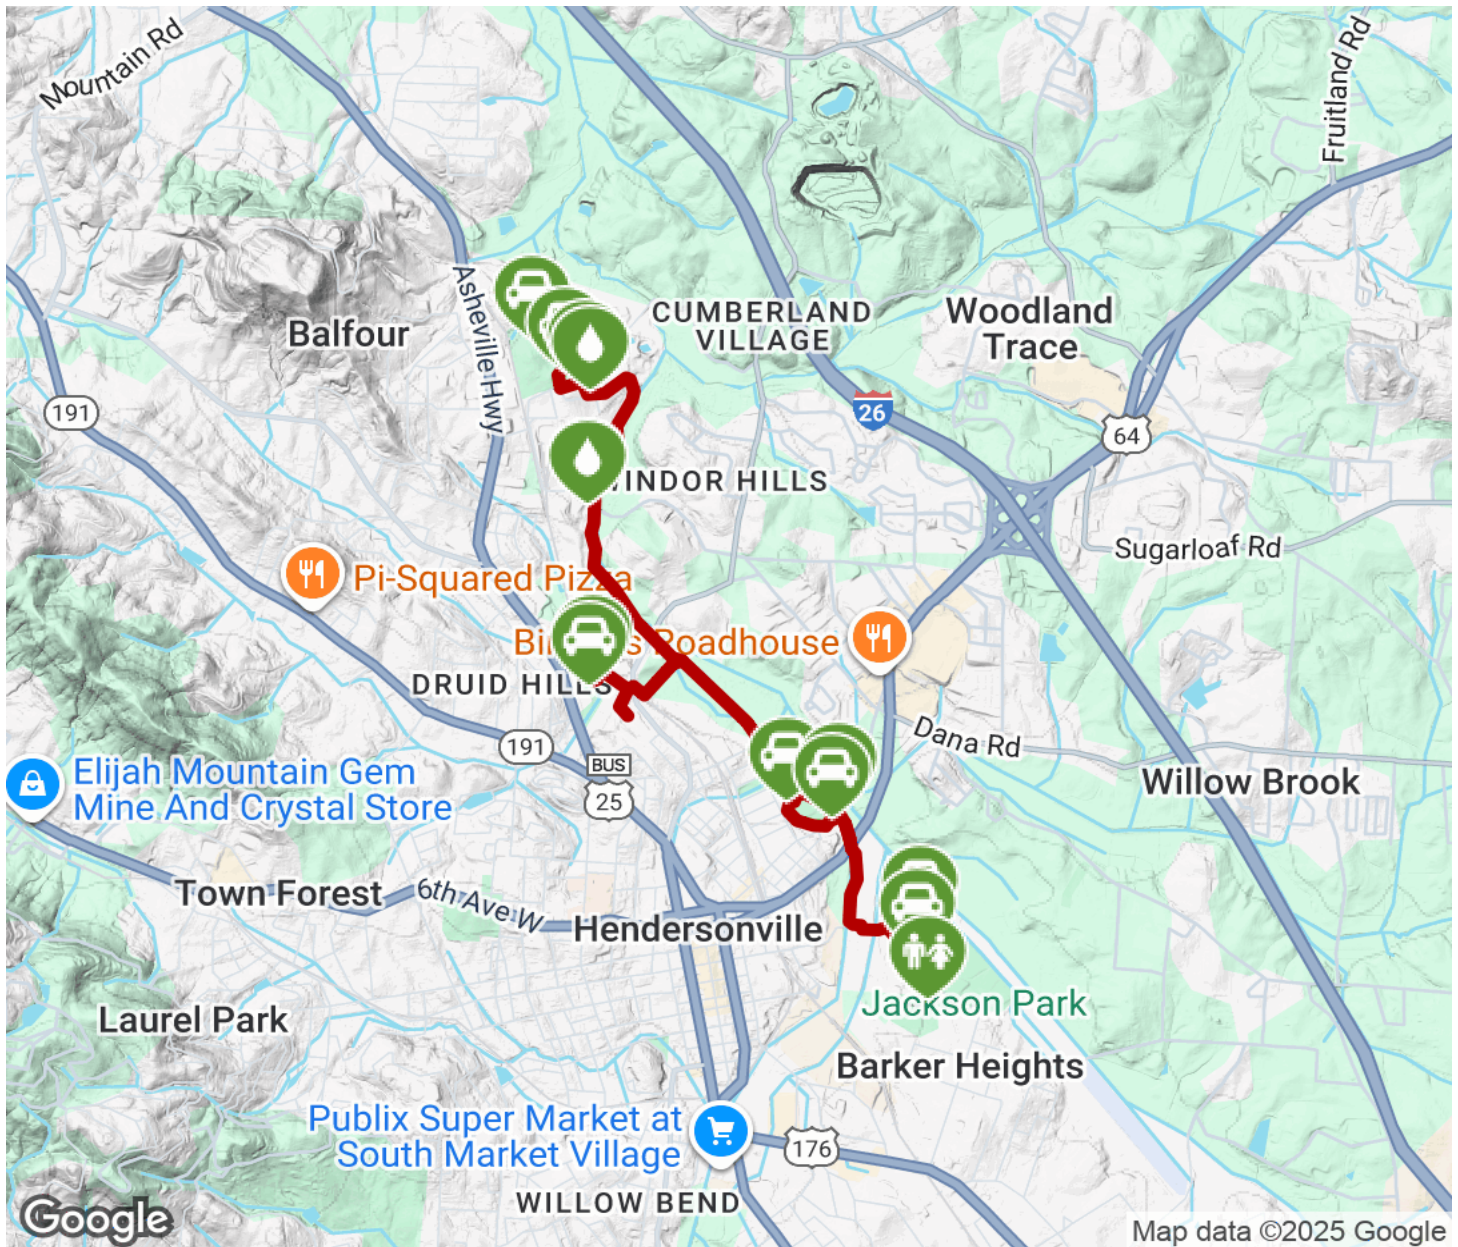 Mountain Rd
Fruitland Rd
Asheville Hwy
CUMBERLAND
VILLAGE
Woodland
Trace
Balfour
26
191
64
INDOR HILLS
Sugarloaf Rd
Pi-Squared Pizza
Roadhouse
DRUID HILLS
Dana Rd
191
BUS
25
Elijah Mountain Gem
Mine And Crystal Store
Willow Brook
Town Forest
6th Ave W
Hendersonville
Jackson Park
Laurel Park
Barker Heights
Publix Super Market at
South Market Village
176
WILLOW BEND
Google
Map data ©2025 Google